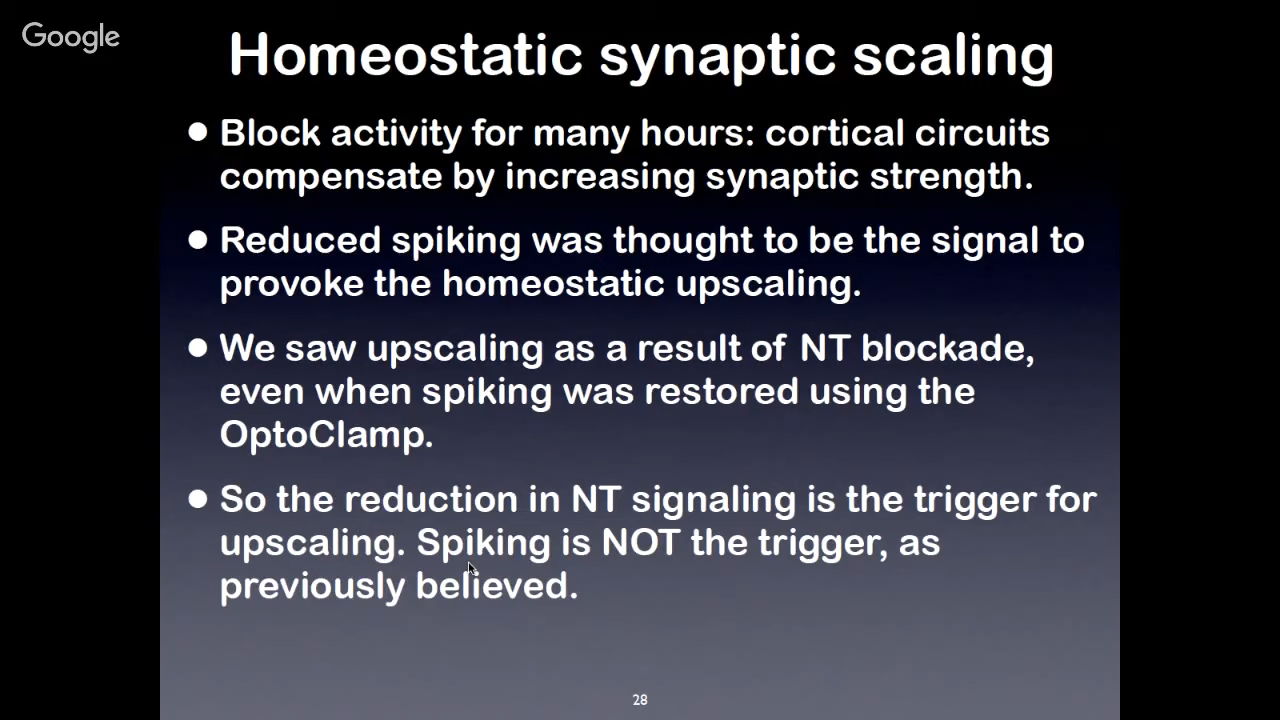 Google
Homeostatic synaptic scaling
• Block activity for many hours: cortical circuits
compensate by increasing synaptic strength.
• Reduced spiking was thought to be the signal to
provoke the homeostatic upscaling.
• We saw upscaling as a result of NT blockade,
even when spiking was restored using the
OptoClamp.
• So the reduction in NT signaling is the trigger for
upscaling. Spiking is NOT the trigger, as
previously believed.
28